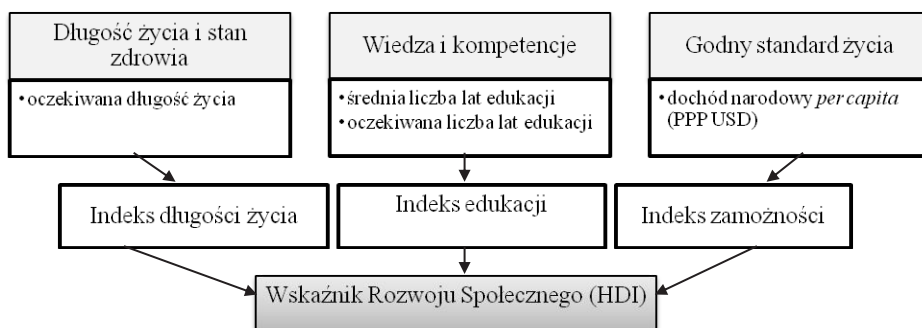 Długość życia i stan
zdrowia
• oczekiwana długość życia
Wiedza i kompetencje
• średnia liczba lat edukacji
• oczekiwana liczba lat edukacji
Godny standard życia
• dochód narodowy per capita
(PPP USD)
Indeks długości życia
Indeks edukacji
Indeks zamożności
Wskaźnik Rozwoju Społecznego (HDI)